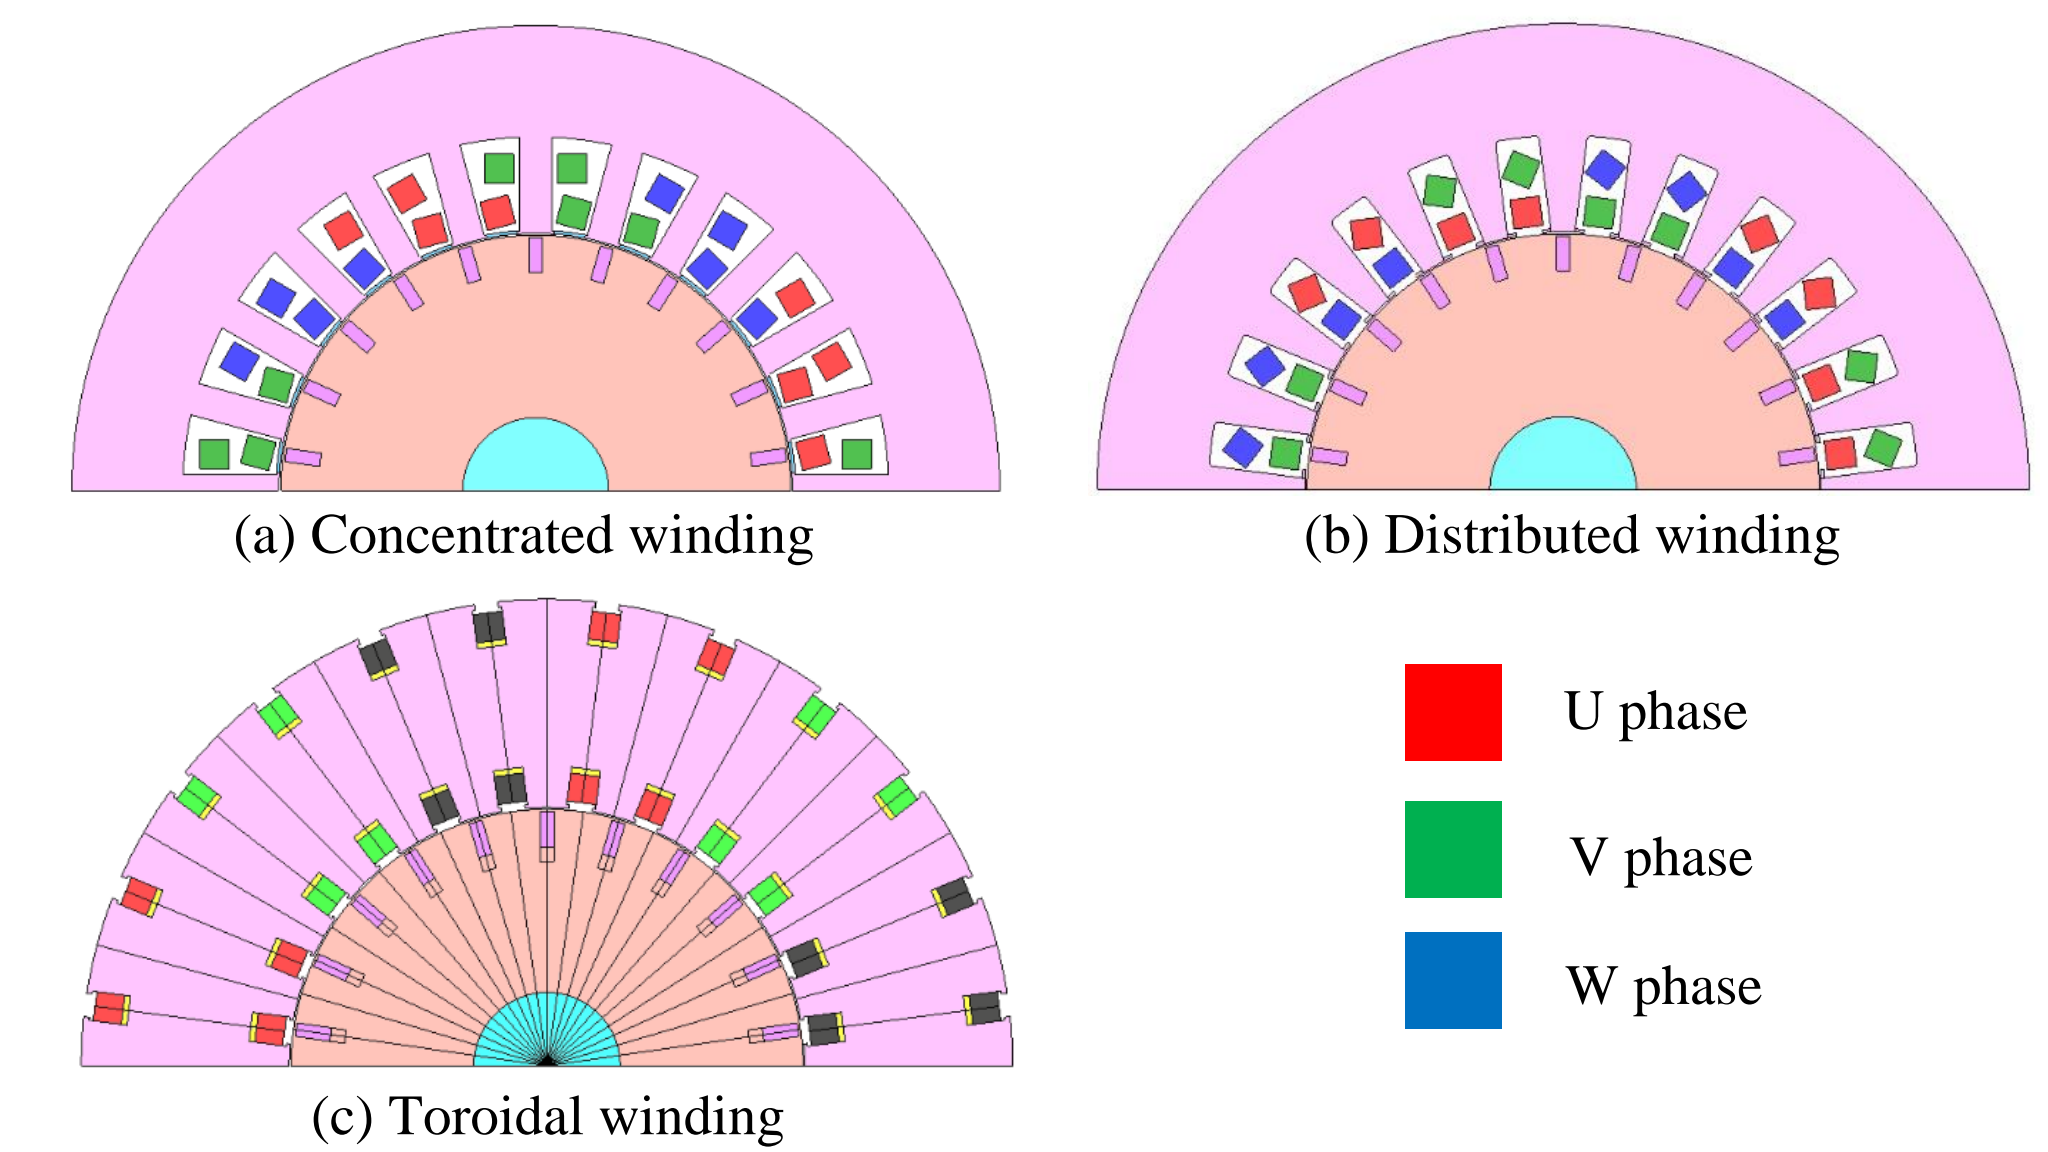 (a) Concentrated winding
(b) Distributed winding
(c) Toroidal winding
U phase
V phase
W phase